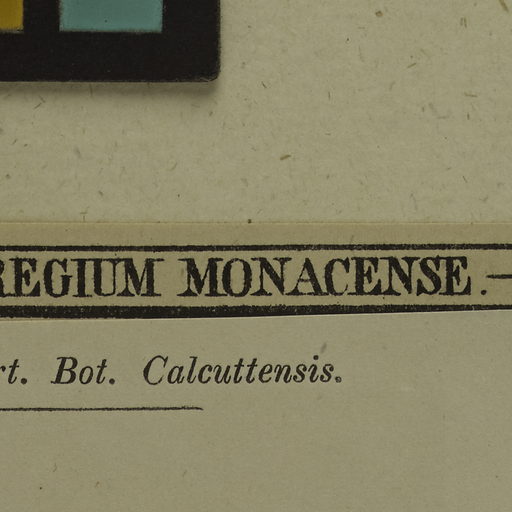 REGIUM MONACENSE.—
rt. Bot. Calcuttensis.